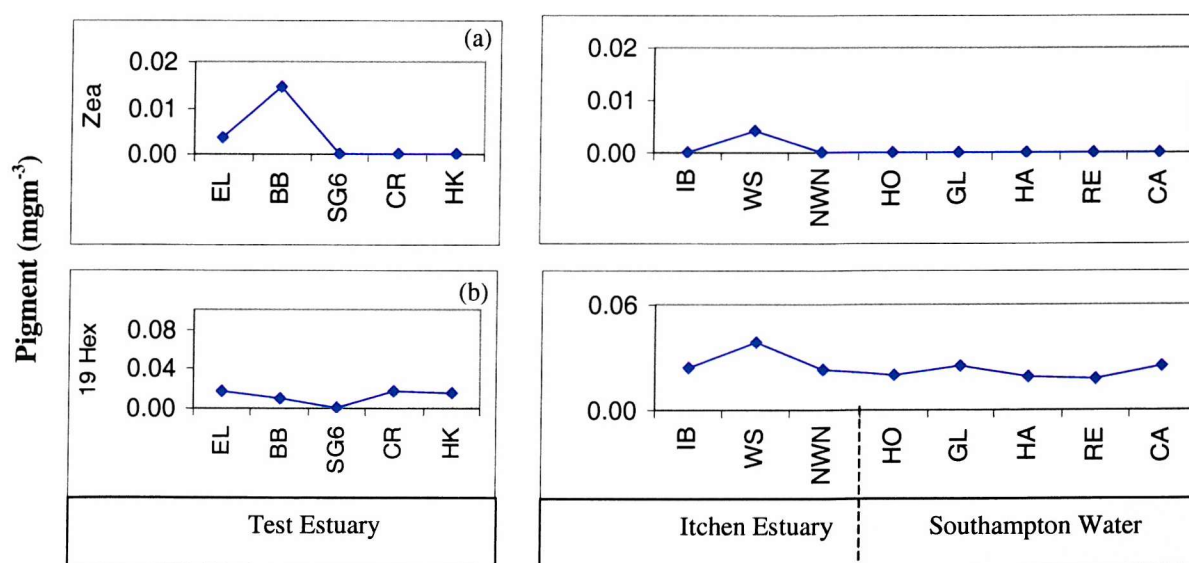 Pigment (mgm-3)
(a)
Zea
0.02
0.01
0.00
EL
BB
SG6
CR
HK
0.02
0.01
0.00
IB
WS
NWN
HO
GL
HA
RE
CA
(b)
19 Hex
0.08
0.04
0.00
EL
BB
SG6
CR
HK
0.06
0.00
IB
WS
NWN
HO
GL
HA
RE
CA
Test Estuary
Itchen Estuary
Southampton Water